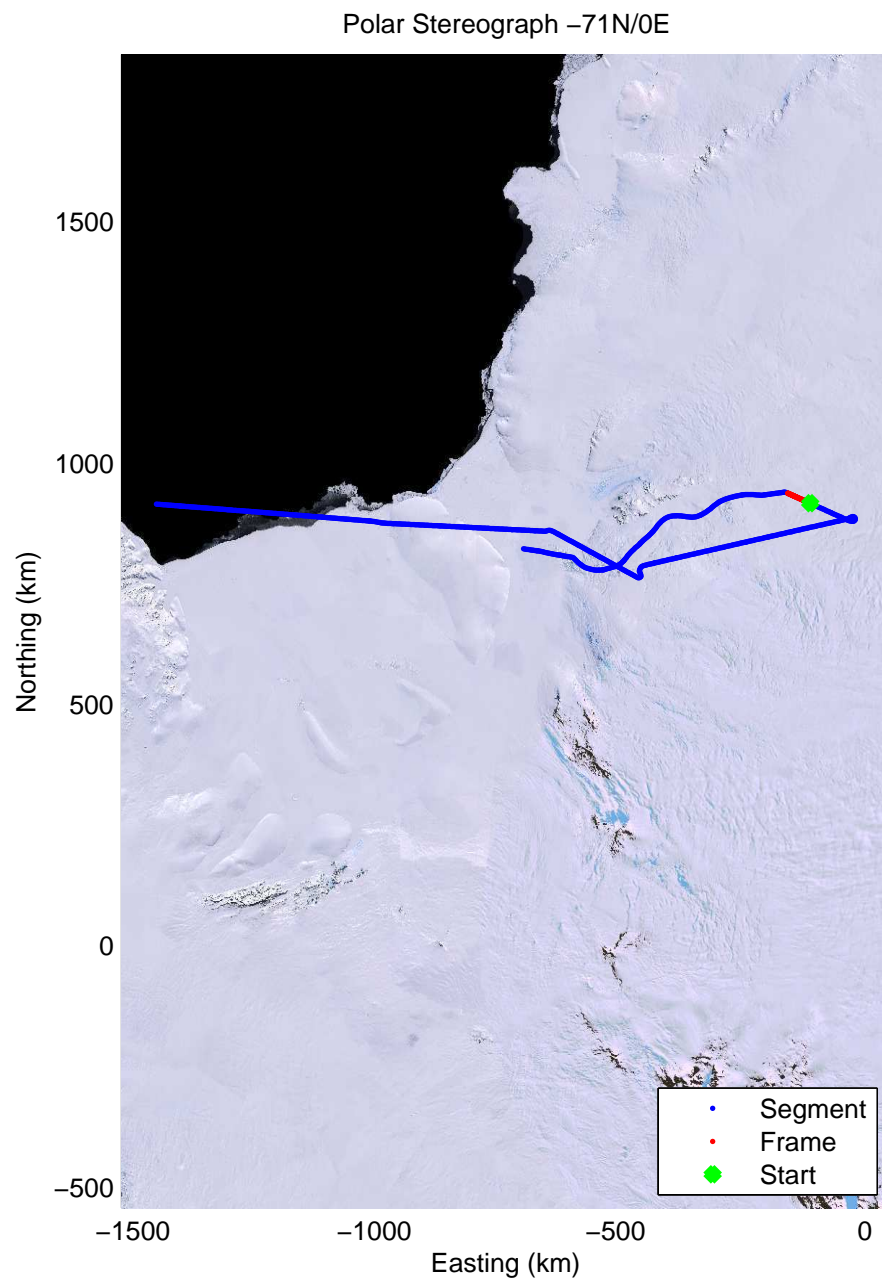 Polar Stereograph −71N/0E
1500
1000
500
0
−500
Northing (km)
−1500
−1000
−500
0
Easting (km)
Segment
Frame
Start